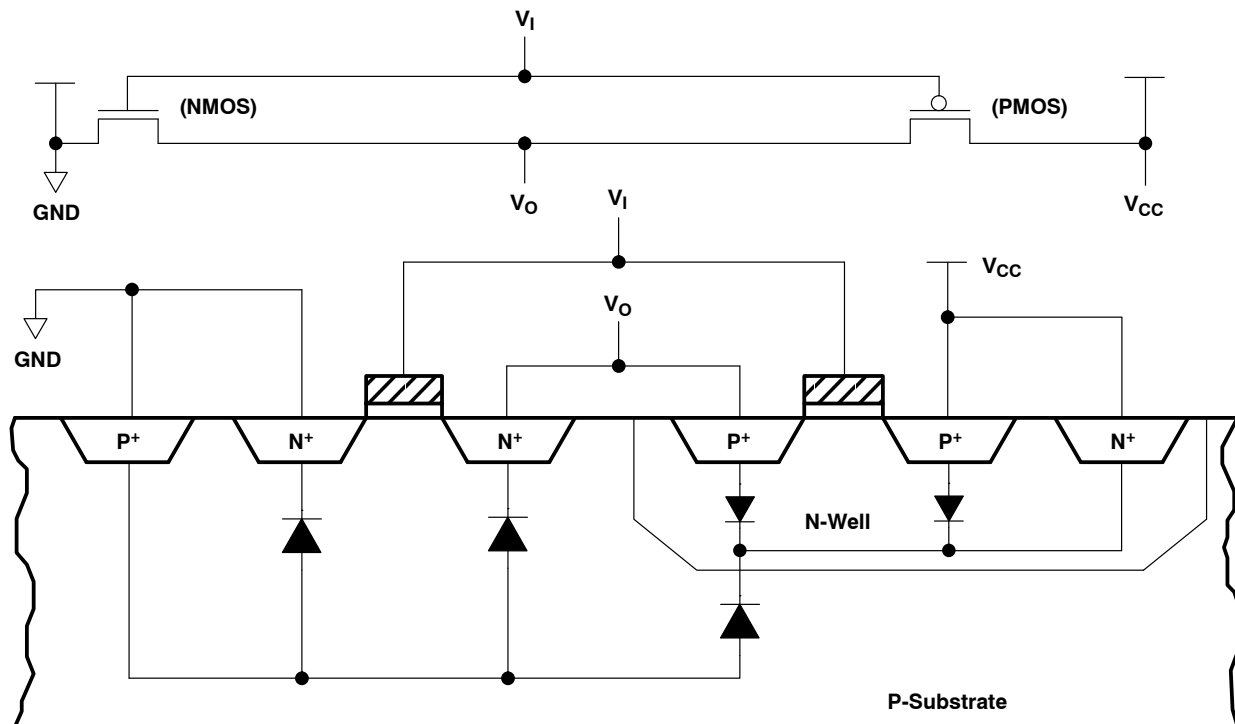 VI
(NMOS)
(PMOS)
GND
VO
VCC
VI
VCC
VO
GND
P+
N+
N+
P+
P+
N+
N-Well
P-Substrate